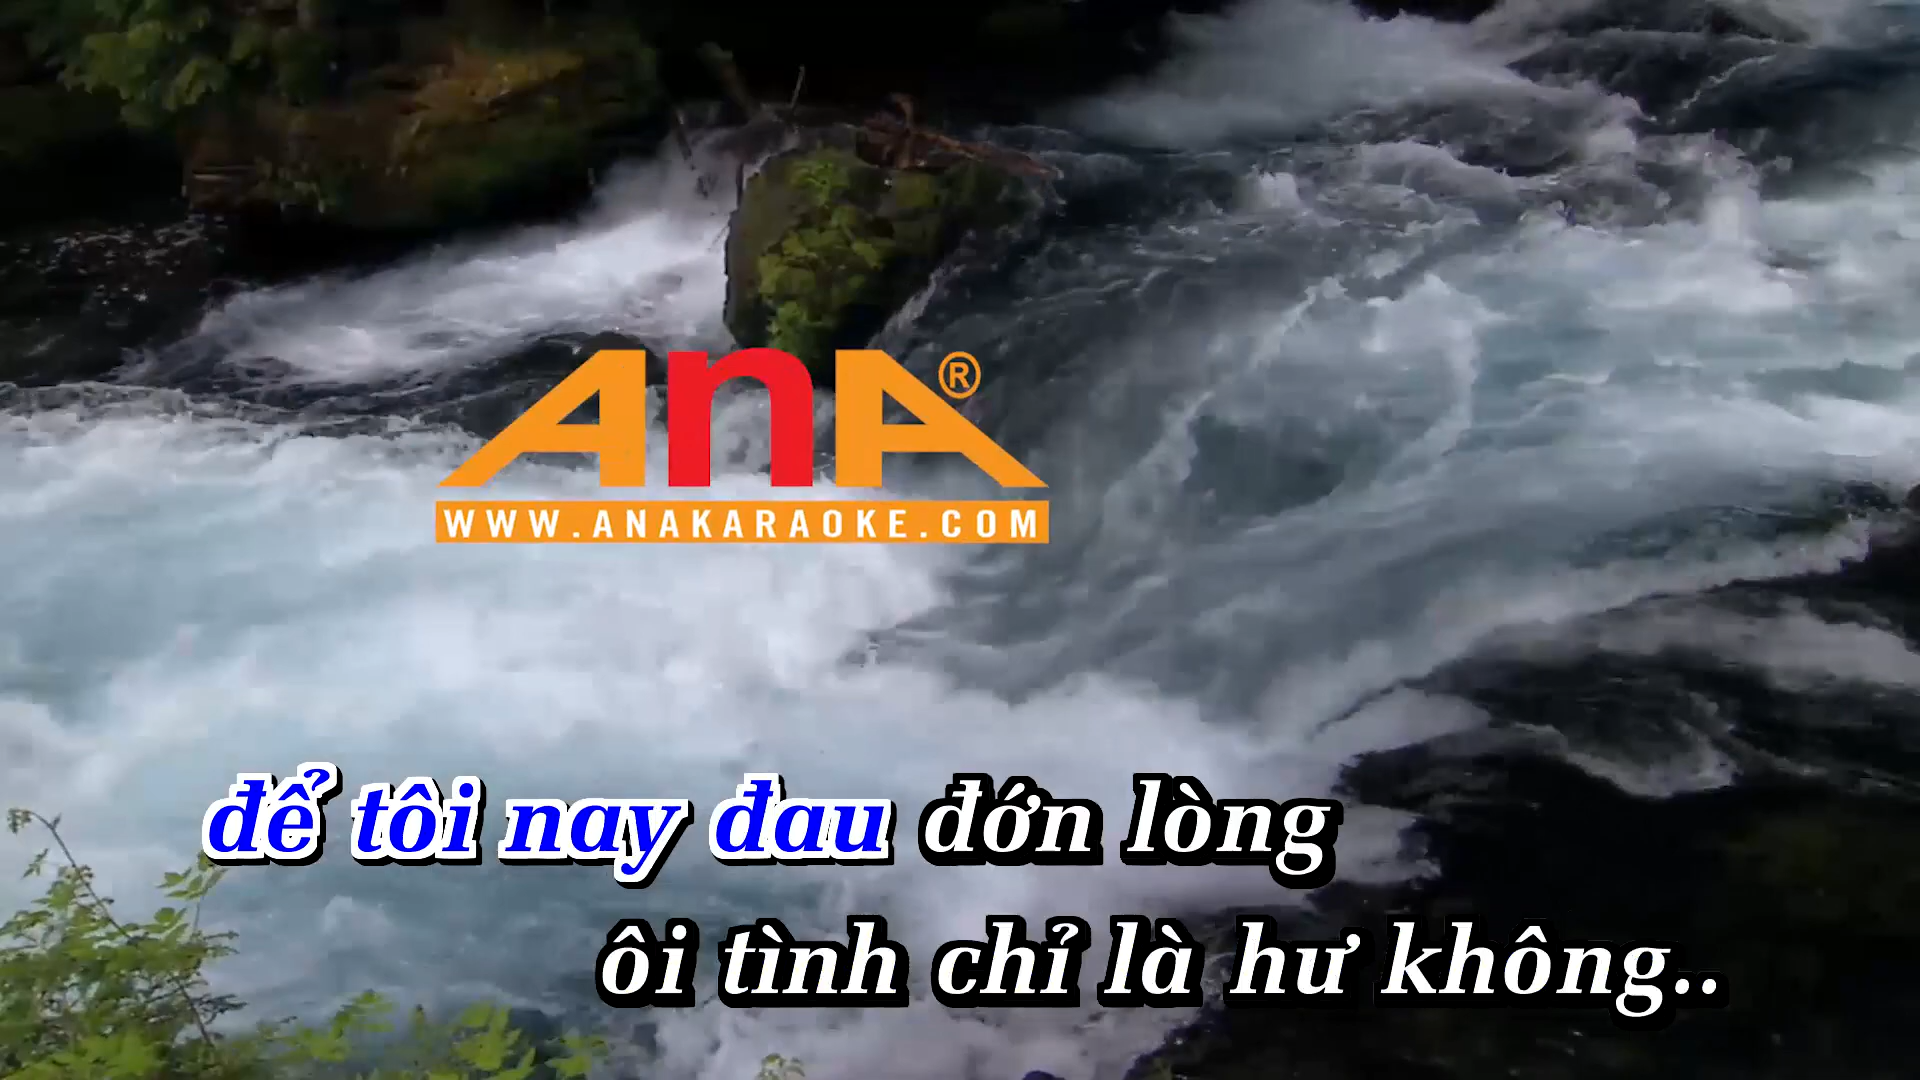 AnA®
WWW.ANAKARAOKE.COM
để tôi nay đau đớn lòng
ôi tình chỉ là hư không..